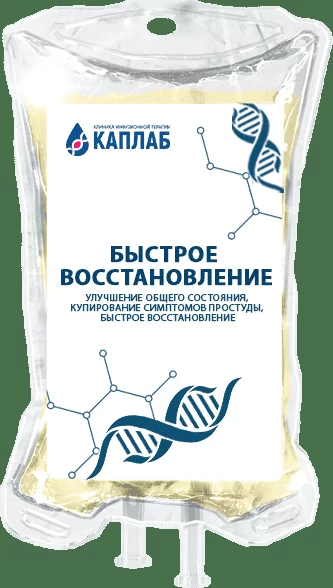 КЛИНИКА ИНФУЗИОННОЙ ТЕРАПИИ
КАПЛАБ
БЫСТРОЕ
ВОССТАНОВЛЕНИЕ
УЛУЧШЕНИЕ ОБЩЕГО СОСТОЯНИЯ,
КУПИРОВАНИЕ СИМПТОМОВ ПРОСТУДЫ,
БЫСТРОЕ ВОССТАНОВЛЕНИЕ